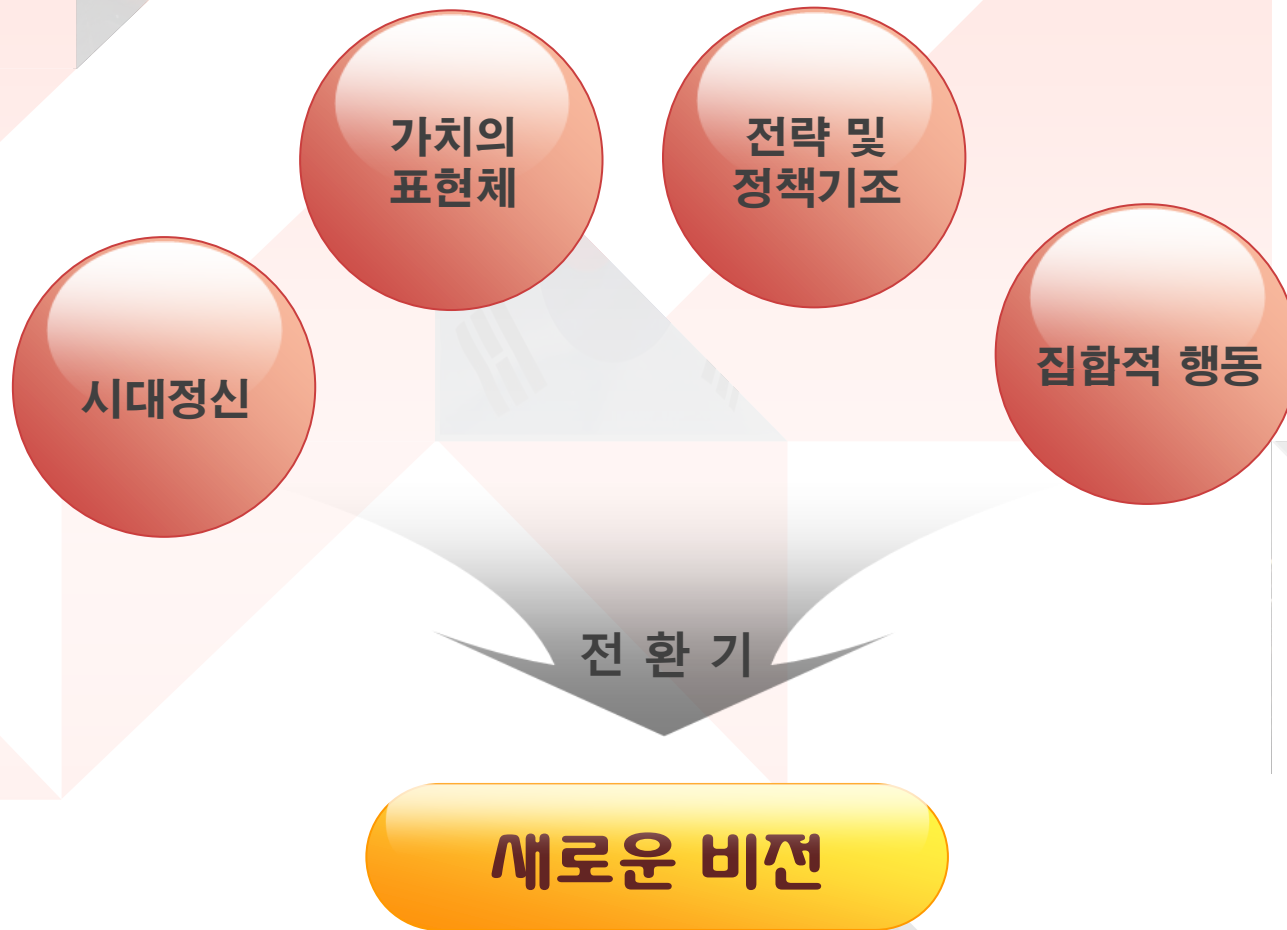 가치의
표현체
전략 및
정책기조
시대정신
집합적 행동
전 환 기
새로운 비전